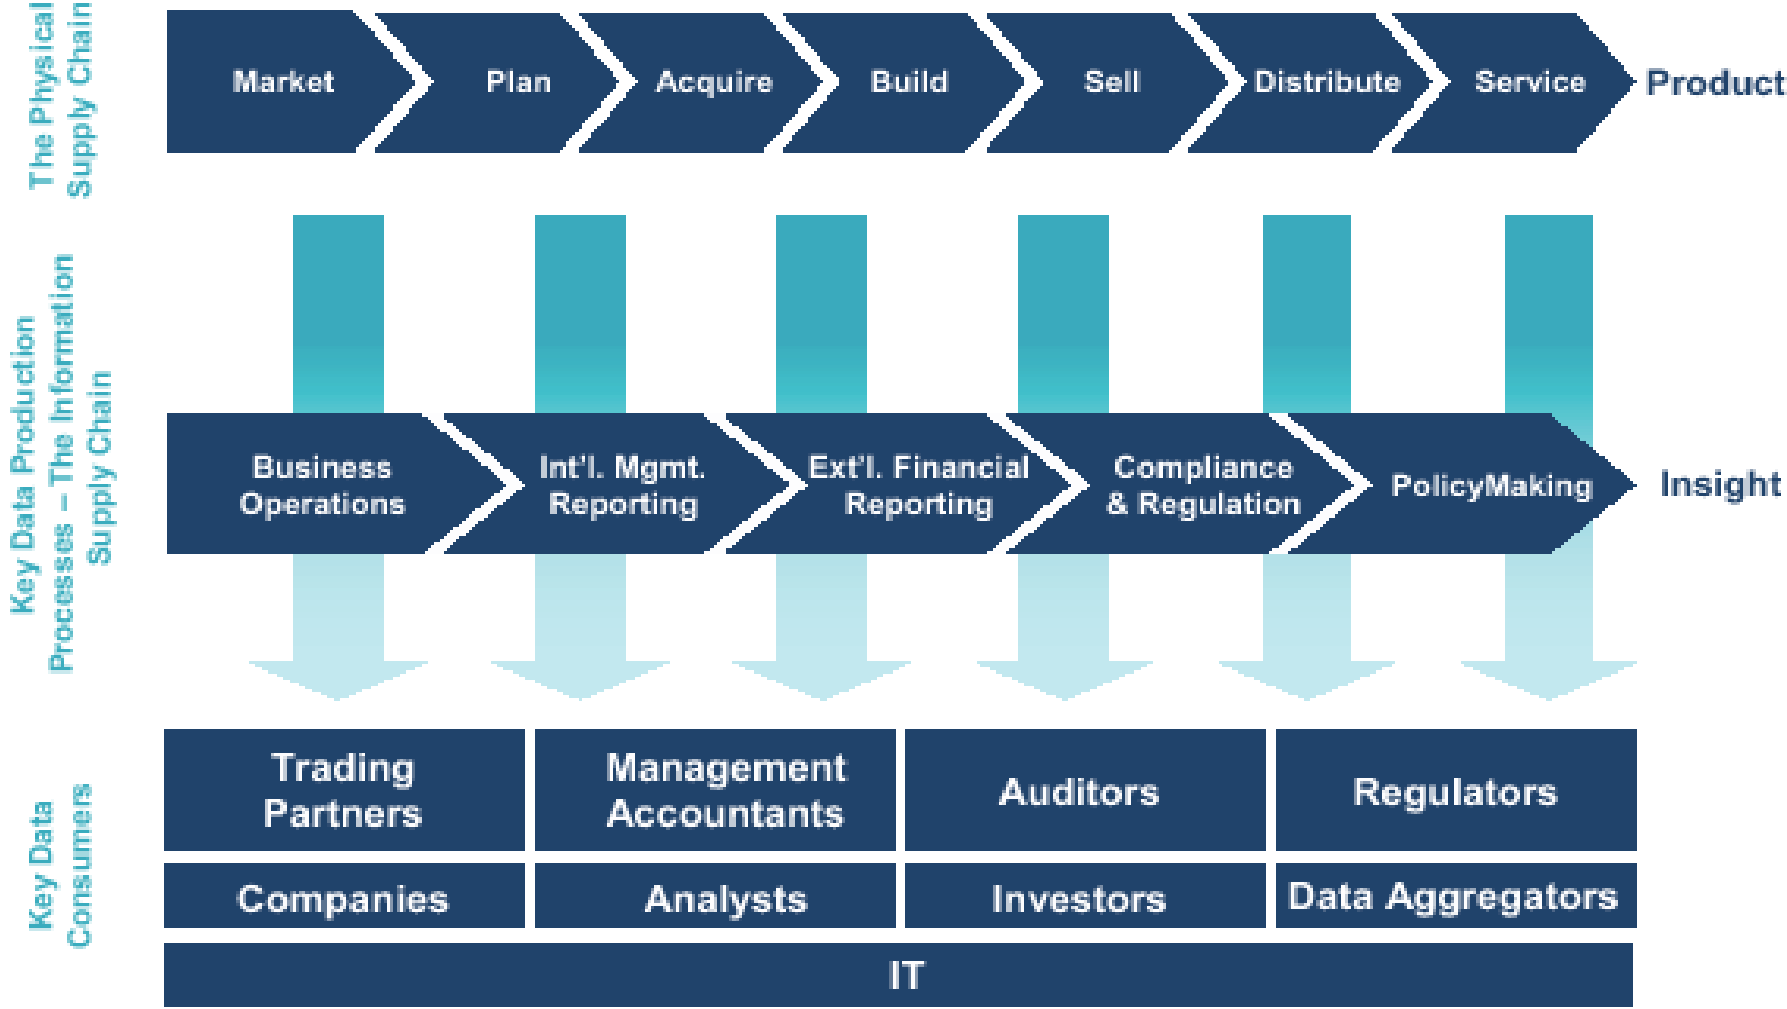 The Physical
Supply Chain
Market
Plan
Acquire
Build
Sell
Distribute
Service
Product
Key Data Production
Processes – The Information
Supply Chain
Business
Operations
Int'l. Mgmt.
Reporting
Ext'l. Financial
Reporting
Compliance
& Regulation
PolicyMaking
Insight
Key Data
Consumers
Trading
Partners
Management
Accountants
Auditors
Regulators
Companies
Analysts
Investors
Data Aggregators
IT